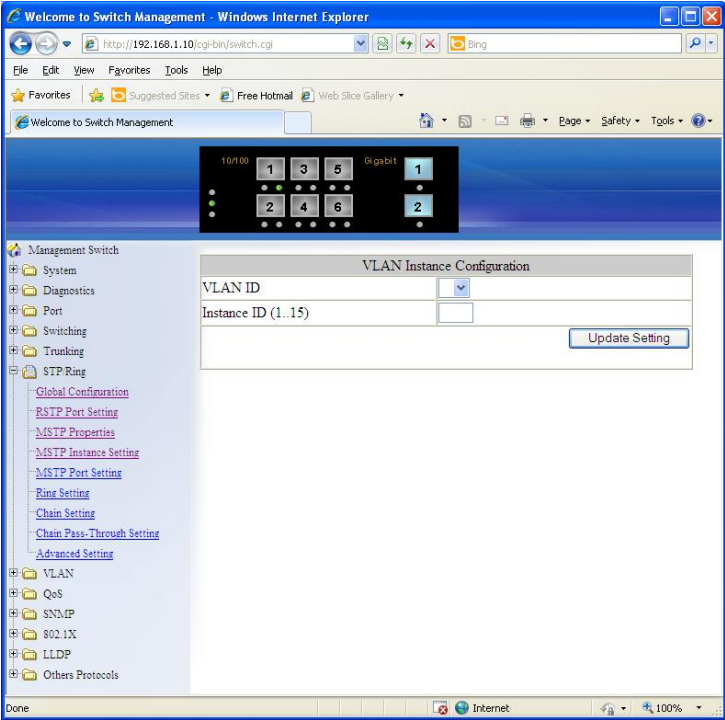 Welcome to Switch Management - Windows Internet Explorer
http://192.168.1.10/cgi-bin/switch.cgi
Bing
File Edit View Favorites Tools Help
Favorites Suggested Sites Free Hotmail Web Slice Gallery
Welcome to Switch Management
Page Safety Tools
10/100 1 3 5 Gigabit 1
2 4 6 2
Management Switch
System
Diagnostics
Port
Switching
Trunking
STP/Ring
Global Configuration
RSTP Port Setting
MSTP Properties
MSTP Instance Setting
MSTP Port Setting
Ring Setting
Chain Setting
Chain Pass-Through Setting
Advanced Setting
VLAN
QoS
SNMP
802.1X
LLDP
Others Protocols
VLAN Instance Configuration
VLAN ID
Instance ID (1..15)
Update Setting
Done Internet 100%